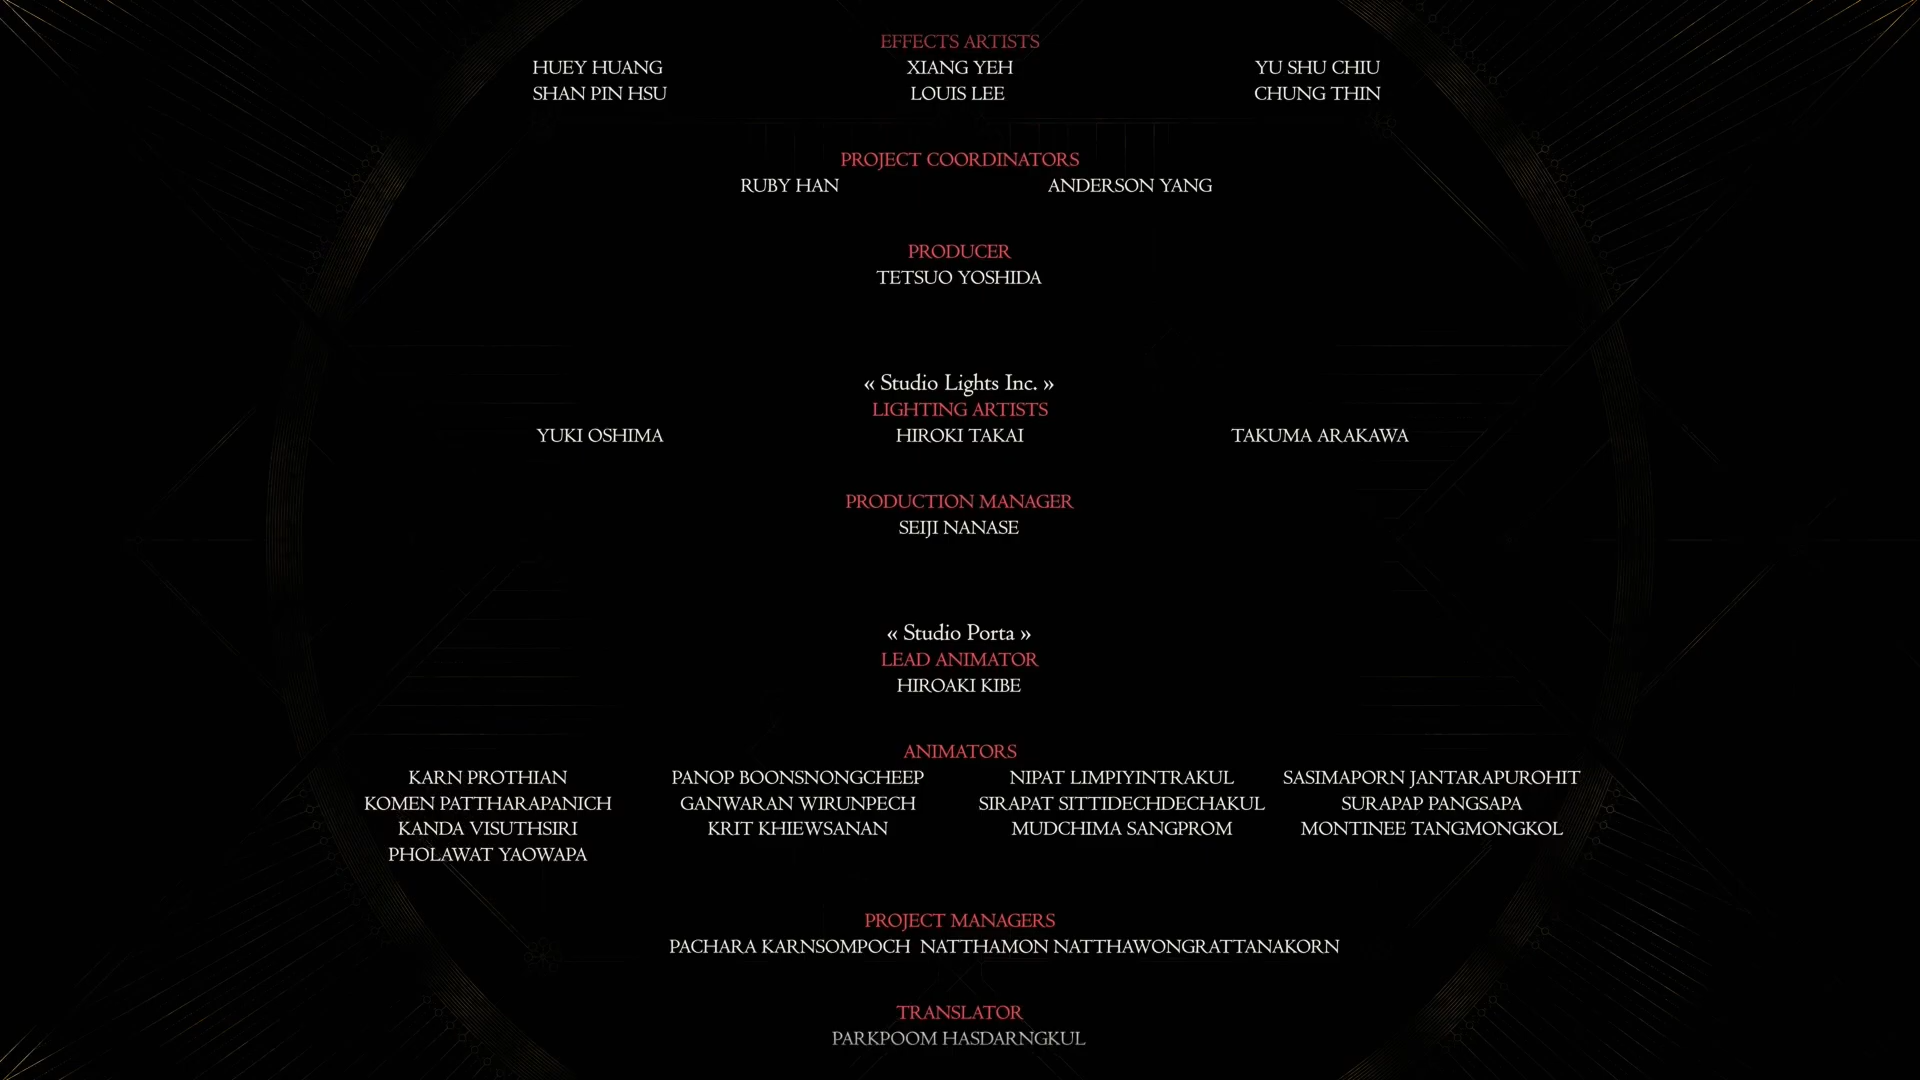 EFFECTS ARTISTS
HUEY HUANG XIANG YEH YU SHU CHIU
SHAN PIN HSU LOUIS LEE CHUNG THIN
PROJECT COORDINATORS
RUBY HAN ANDERSON YANG
PRODUCER
TETSUO YOSHIDA
« Studio Lights Inc. »
LIGHTING ARTISTS
YUKI OSHIMA HIROKI TAKAI TAKUMA ARAKAWA
PRODUCTION MANAGER
SEIJI NANASE
« Studio Porta »
LEAD ANIMATOR
HIROAKI KIBE
ANIMATORS
KARN PROTHIAN PANOP BOONSNONGCHEEP NIPAT LIMPIYINTRAKUL SASIMAPORN JANTARAPUROHIT
KOMEN PATTHARAPANICH GANWARAN WIRUNPECH SIRAPAT SITTIDECHDECHAKUL SURAPAP PANGSAPA
KANDA VISUTHSIRI KRIT KHIEWSANAN MUDCHIMA SANGPROM MONTINEE TANGMONGKOL
PHOLAWAT YAOWAPA
PROJECT MANAGERS
PACHARA KARNSOMPOCH NATTHAMON NATTHAWONGRATTANAKORN
TRANSLATOR
PARKPOOM HASDARNGKUL